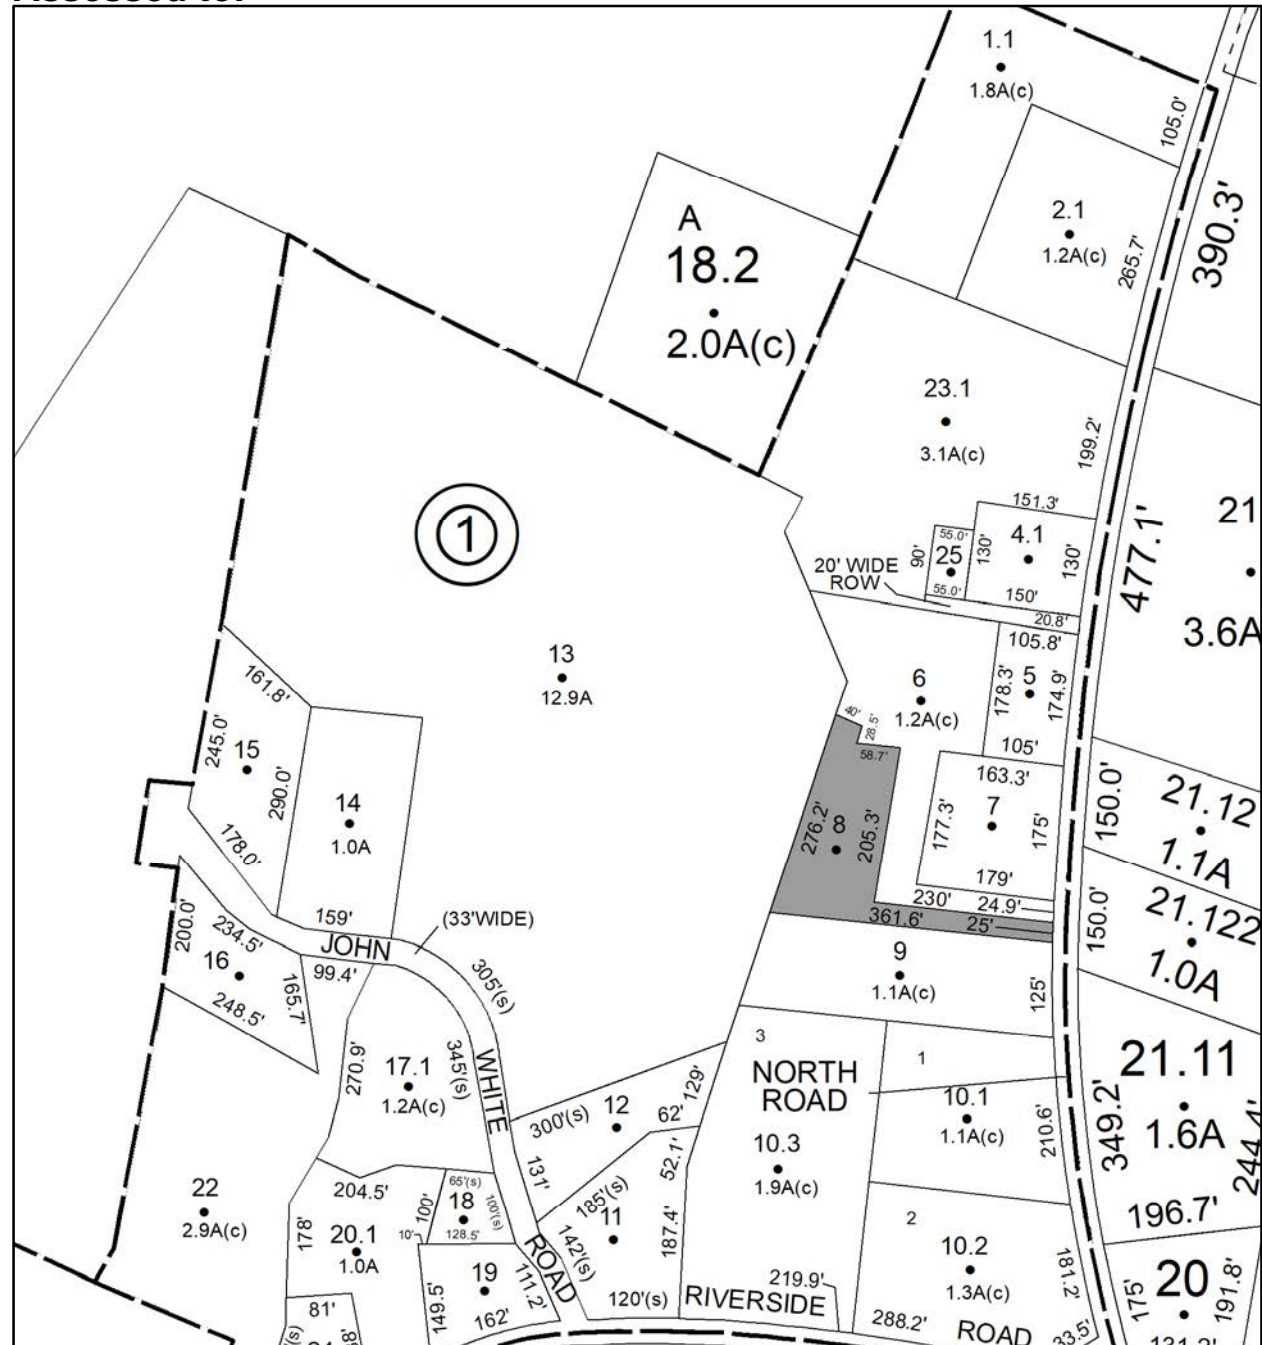 1.1
1.8A(c)
105.0'
2.1
1.2A(c)
265.7'
390.3'
A
18.2
2.0A(c)
23.1
3.1A(c)
199.2'
151.3'
4.1
130'
130'
150'
55.0'
25
90'
55.0'
20' WIDE
ROW
20.8'
477.1'
21
3.6A
1
13
12.9A
105.8'
5
178.3'
174.9'
105'
6
1.2A(c)
40'
28.5'
58.7'
161.8'
245.0'
15
290.0'
178.0'
14
1.0A
159'
163.3'
7
177.3'
175'
179'
276.2'
8
205.3'
230'
24.9'
361.6'
25'
150.0'
21.12
1.1A
150.0'
21.122
1.0A
200.0'
234.5'
16
248.5'
165.7'
JOHN
(33'WIDE)
99.4'
305'(s)
9
1.1A(c)
125'
270.9'
17.1
1.2A(c)
345'(s)
WHITE
3
NORTH
ROAD
1
10.1
1.1A(c)
210.6'
21.11
1.6A
349.2'
244.4'
196.7'
300'(s)
12
129'
62'
131'
52.1'
10.3
1.9A(c)
185'(s)
11
142'(s)
187.4'
22
2.9A(c)
204.5'
178'
20.1
1.0A
100'
65'(s)
18
100'(s)
128.5'
10'
ROAD
2
10.2
1.3A(c)
181.2'
20
175'
191.8'
19
149.5'
111.2'
162'
120'(s)
219.9'
RIVERSIDE
288.2'
ROAD
33.5'
81'